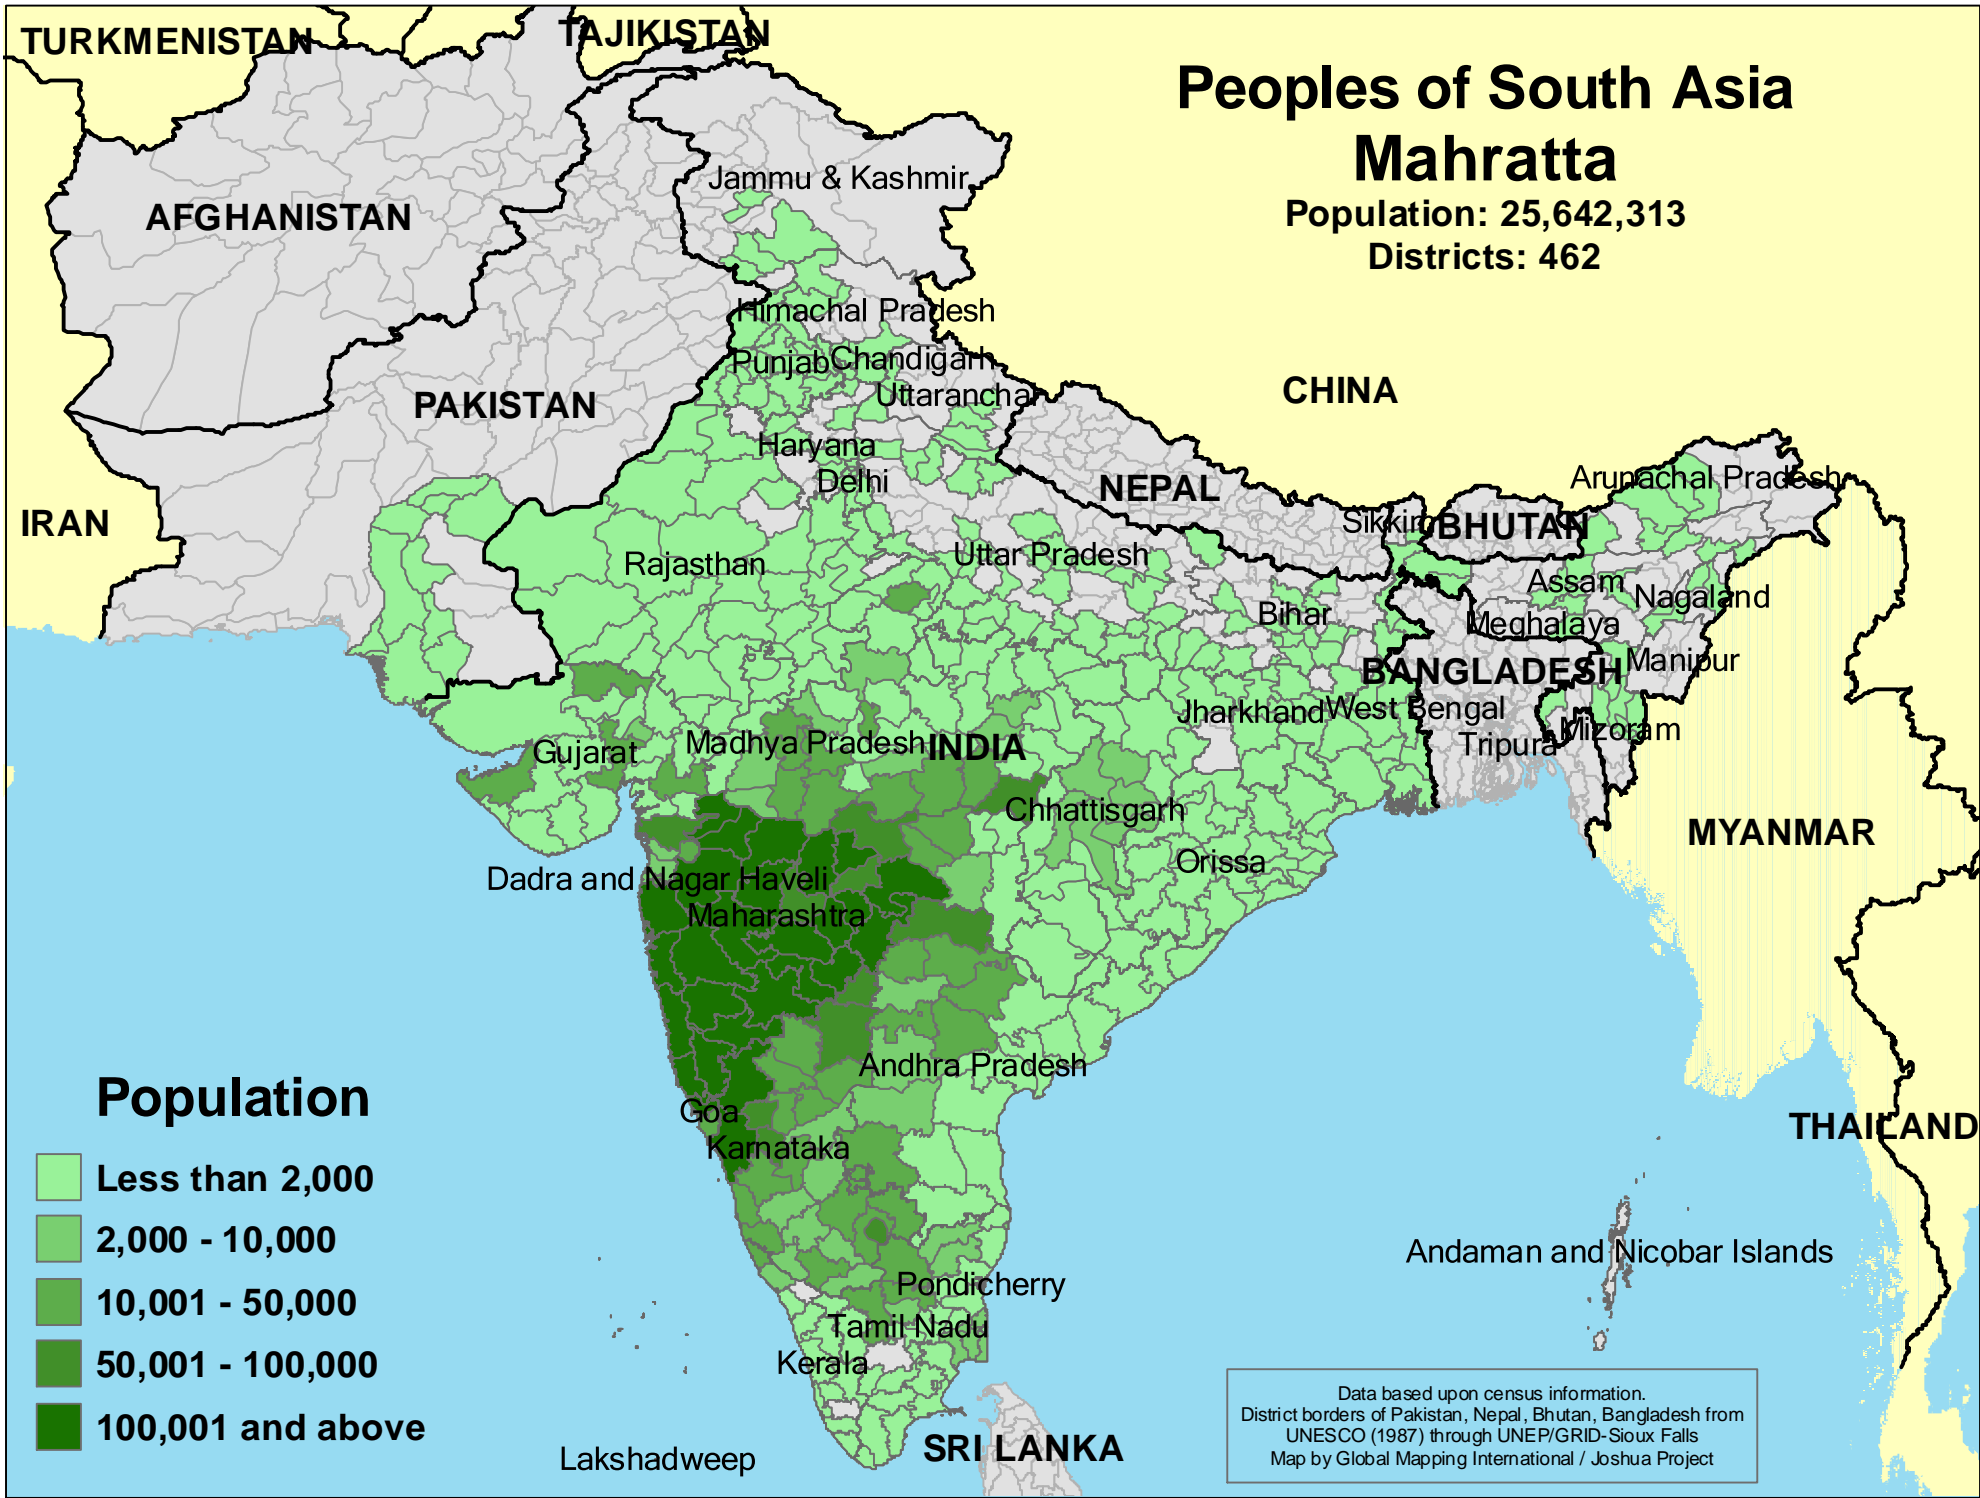 TURKMENISTAN
TAJIKISTAN
Peoples of South Asia
Mahratta
Population: 25,642,313
Districts: 462
Jammu & Kashmir
AFGHANISTAN
Himachal Pradesh
Punjab
Chandigarh
CHINA
Uttaranchal
PAKISTAN
Haryana
Delhi
NEPAL
Arunachal Pradesh
IRAN
Sikkim
BHUTAN
Rajasthan
Uttar Pradesh
Assam
Nagaland
Bihar
Meghalaya
BANGLADESH
Manipur
Jharkhand
West Bengal
Mizoram
Tripura
Gujarat
Madhya Pradesh
INDIA
Chhattisgarh
MYANMAR
Orissa
Dadra and Nagar Haveli
Maharashtra
Andhra Pradesh
Goa
Karnataka
THAILAND
Andaman and Nicobar Islands
Pondicherry
Tamil Nadu
Kerala
SRI LANKA
Lakshadweep
Population
Less than 2,000
2,000 - 10,000
10,001 - 50,000
50,001 - 100,000
100,001 and above
Data based upon census information.
District borders of Pakistan, Nepal, Bhutan, Bangladesh from
UNESCO (1987) through UNEP/GRID-Sioux Falls
Map by Global Mapping International / Joshua Project